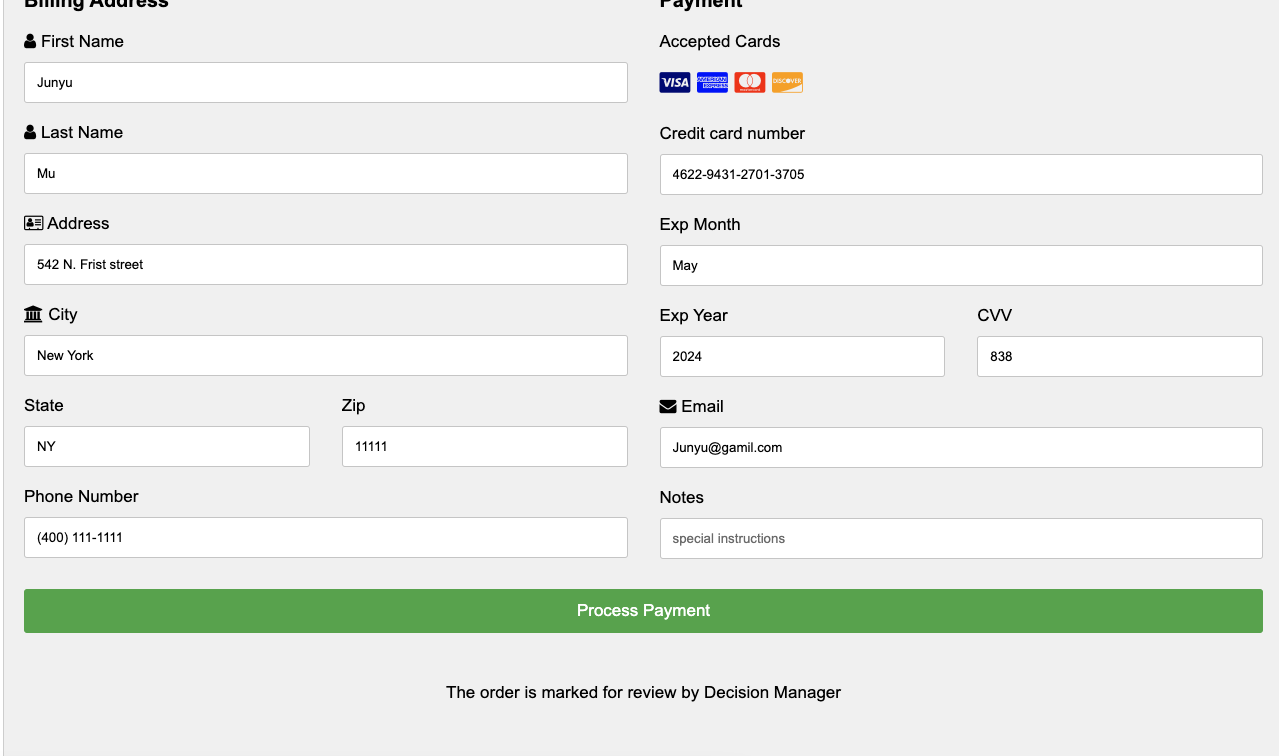 Billing Address
First Name
Junyu
Last Name
Mu
Address
542 N. Frist street
City
New York
State Zip
NY 11111
Phone Number
(400) 111-1111
Payment
Accepted Cards
VISA AMERICAN EXPRESS mastercard DISCOVER
Credit card number
4622-9431-2701-3705
Exp Month
May
Exp Year CVV
2024 838
Email
Junyu@gamil.com
Notes
special instructions
Process Payment
The order is marked for review by Decision Manager